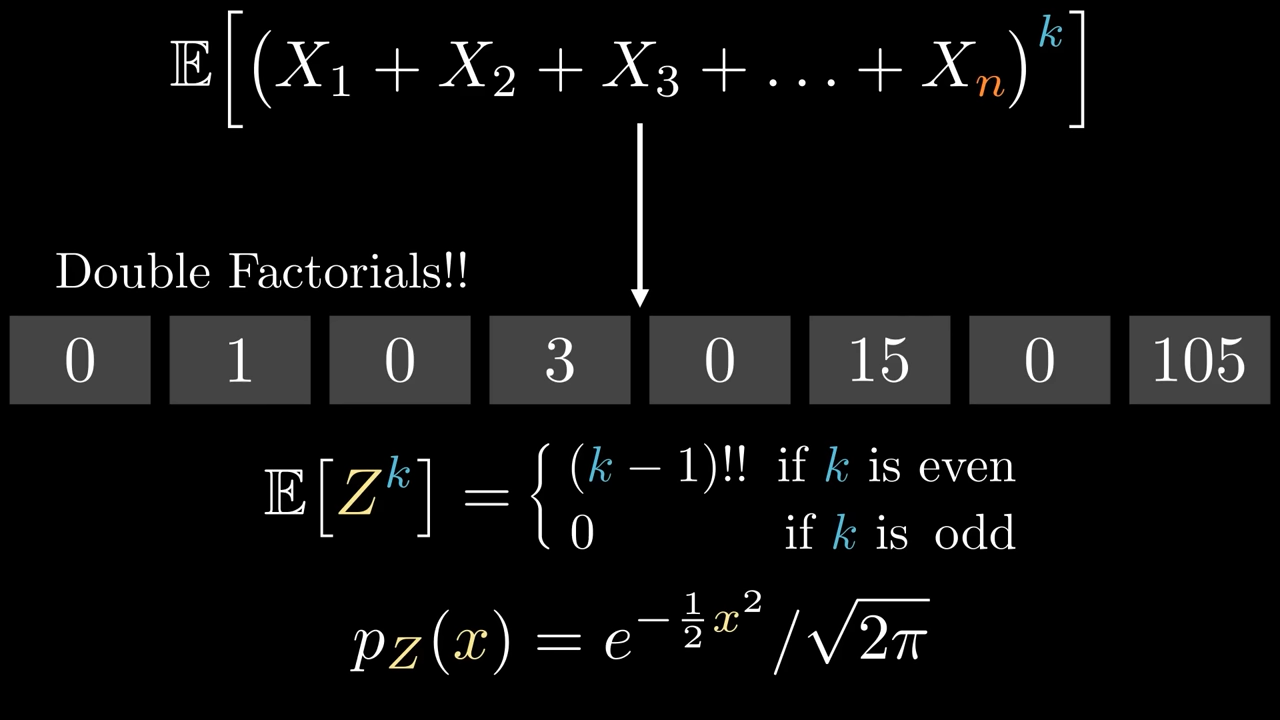 𝔼[(X₁ + X₂ + X₃ + … + Xₙ)ᵏ]
Double Factorials!!
0 1 0 3 0 15 0 105
𝔼[Zᵏ] = { (k − 1)!! if k is even
0 if k is odd
p_Z(x) = e^{−½x²}/√(2π)